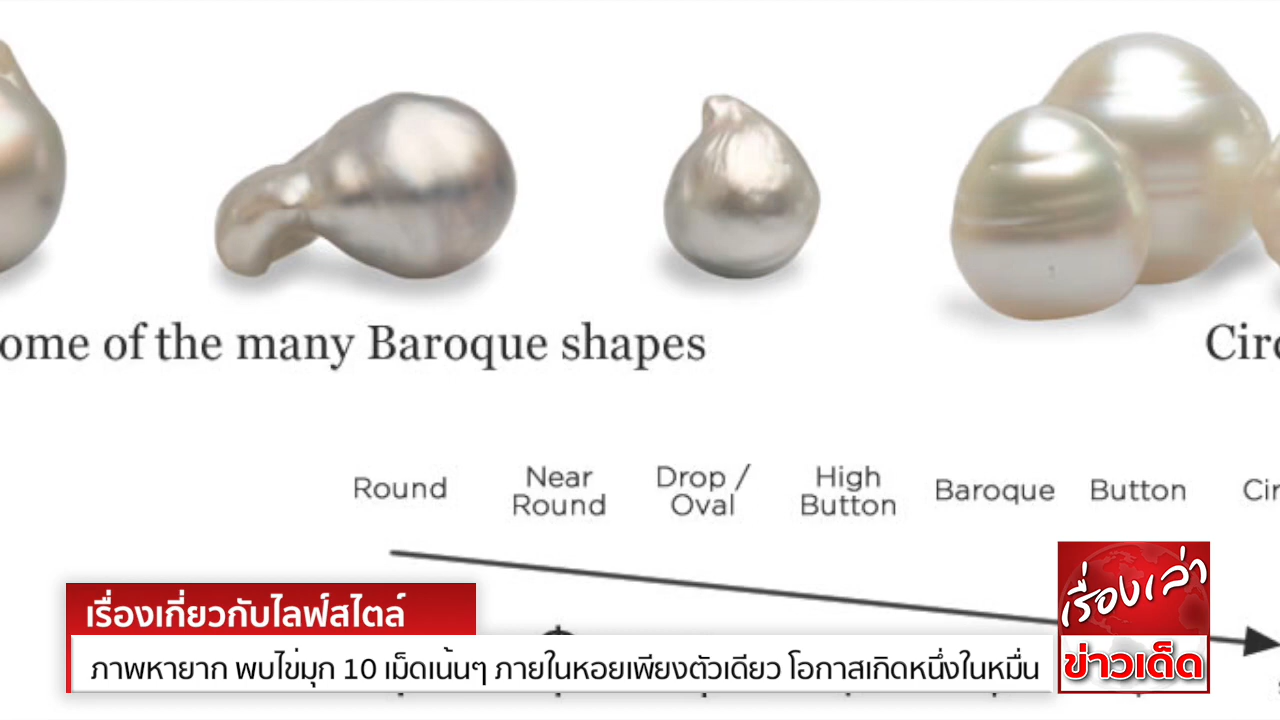 ome of the many Baroque shapes
Circ
Round
Near Round
Drop / Oval
High Button
Baroque
Button
Cir
เรื่องเกี่ยวกับไลฟ์สไตล์
ภาพหายาก พบไข่มุก 10 เม็ดเน้นๆ ภายในหอยเพียงตัวเดียว โอกาสเกิดหนึ่งในหมื่น
เรื่องเล่า
ข่าวเด็ด